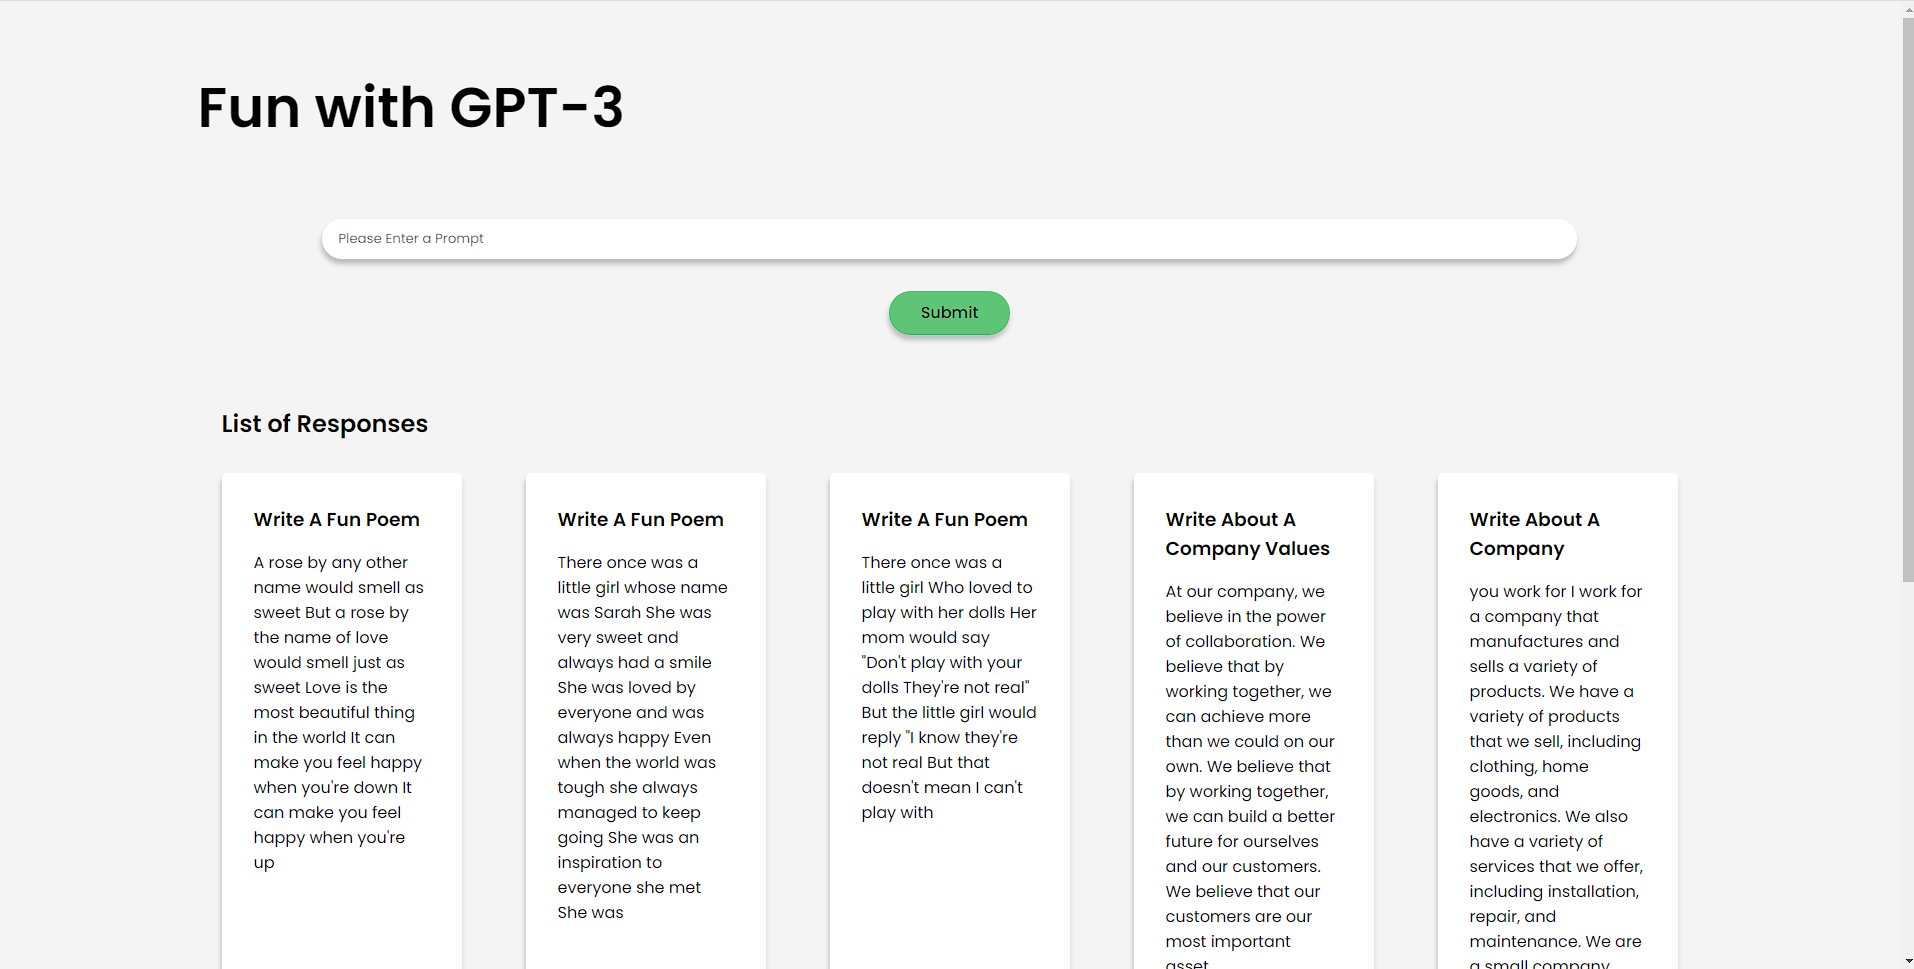 Fun with GPT-3
Please Enter a Prompt
Submit
List of Responses
Write A Fun Poem
A rose by any other
name would smell as
sweet But a rose by
the name of love
would smell just as
sweet Love is the
most beautiful thing
in the world It can
make you feel happy
when you're down It
can make you feel
happy when you're
up
Write A Fun Poem
There once was a
little girl whose name
was Sarah She was
very sweet and
always had a smile
She was loved by
everyone and was
always happy Even
when the world was
tough she always
managed to keep
going She was an
inspiration to
everyone she met
She was
Write A Fun Poem
There once was a
little girl Who loved to
play with her dolls Her
mom would say
"Don't play with your
dolls They're not real"
But the little girl would
reply "I know they're
not real But that
doesn't mean I can't
play with
Write About A
Company Values
At our company, we
believe in the power
of collaboration. We
believe that by
working together, we
can achieve more
than we could on our
own. We believe that
by working together,
we can build a better
future for ourselves
and our customers.
We believe that our
customers are our
most important
asset
Write About A
Company
you work for I work for
a company that
manufactures and
sells a variety of
products. We have a
variety of products
that we sell, including
clothing, home
goods, and
electronics. We also
have a variety of
services that we offer,
including installation,
repair, and
maintenance. We are
a small company